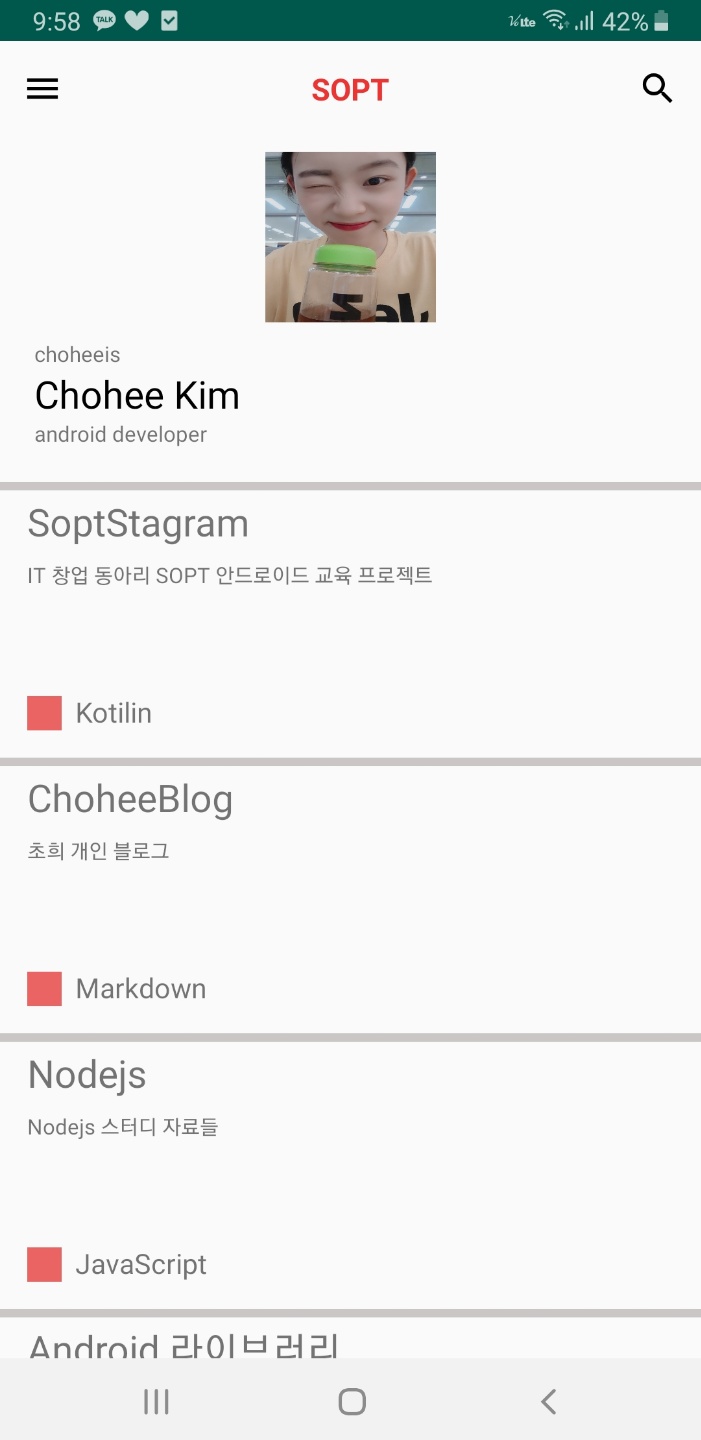 9:58 TALK Vo)) lte 42%
SOPT
choheeis
Chohee Kim
android developer
SoptStagram
IT 창업 동아리 SOPT 안드로이드 교육 프로젝트
Kotilin
ChoheeBlog
초희 개인 블로그
Markdown
Nodejs
Nodejs 스터디 자료들
JavaScript
Android 라이브러리